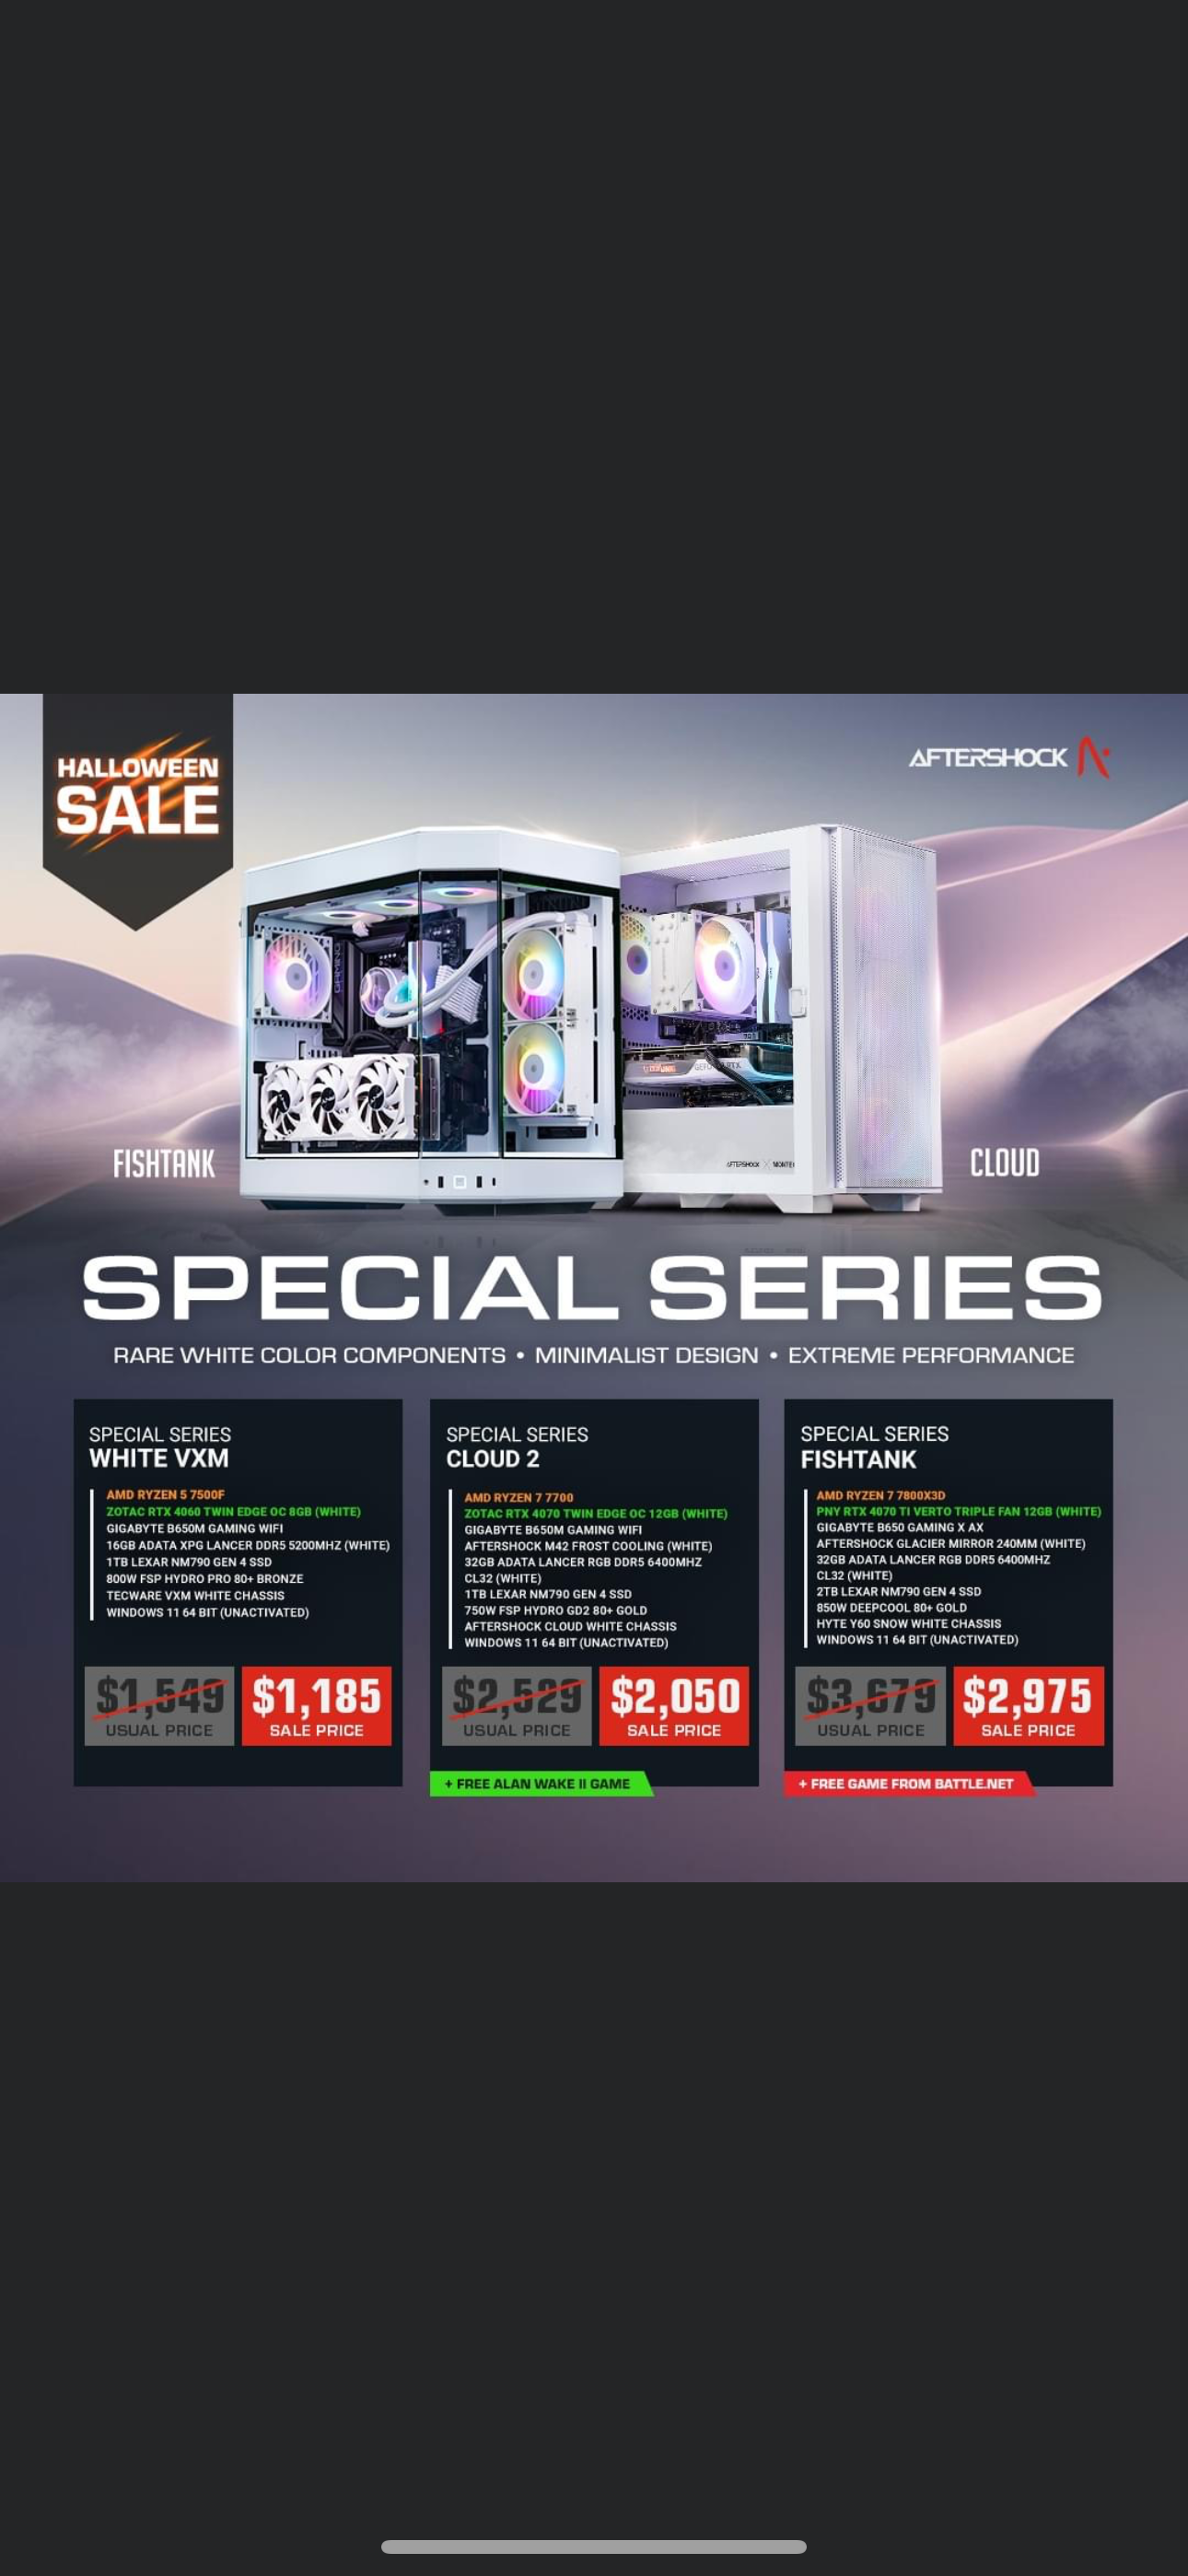 HALLOWEEN
SALE
AFTERSHOCK
FISHTANK
CLOUD
AFTERSHOCK
SPECIAL SERIES
RARE WHITE COLOR COMPONENTS • MINIMALIST DESIGN • EXTREME PERFORMANCE
SPECIAL SERIES
WHITE VXM
AMD RYZEN 5 7500F
ZOTAC RTX 4060 TWIN EDGE OC 8GB (WHITE)
GIGABYTE B650M GAMING WIFI
16GB ADATA XPG LANCER DDR5 5200MHZ (WHITE)
1TB LEXAR NM790 GEN 4 SSD
800W FSP HYDRO PRO 80+ BRONZE
TECWARE VXM WHITE CHASSIS
WINDOWS 11 64 BIT (UNACTIVATED)
$1,549
USUAL PRICE
$1,185
SALE PRICE
SPECIAL SERIES
CLOUD 2
AMD RYZEN 7 7700
ZOTAC RTX 4070 TWIN EDGE OC 12GB (WHITE)
GIGABYTE B650M GAMING WIFI
AFTERSHOCK M42 FROST COOLING (WHITE)
32GB ADATA LANCER RGB DDR5 6400MHZ
CL32 (WHITE)
1TB LEXAR NM790 GEN 4 SSD
750W FSP HYDRO GD2 80+ GOLD
AFTERSHOCK CLOUD WHITE CHASSIS
WINDOWS 11 64 BIT (UNACTIVATED)
$2,529
USUAL PRICE
$2,050
SALE PRICE
+ FREE ALAN WAKE II GAME
SPECIAL SERIES
FISHTANK
AMD RYZEN 7 7800X3D
PNY RTX 4070 TI VERTO TRIPLE FAN 12GB (WHITE)
GIGABYTE B650 GAMING X AX
AFTERSHOCK GLACIER MIRROR 240MM (WHITE)
32GB ADATA LANCER RGB DDR5 6400MHZ
CL32 (WHITE)
2TB LEXAR NM790 GEN 4 SSD
850W DEEPCOOL 80+ GOLD
HYTE Y60 SNOW WHITE CHASSIS
WINDOWS 11 64 BIT (UNACTIVATED)
$3,679
USUAL PRICE
$2,975
SALE PRICE
+ FREE GAME FROM BATTLE.NET